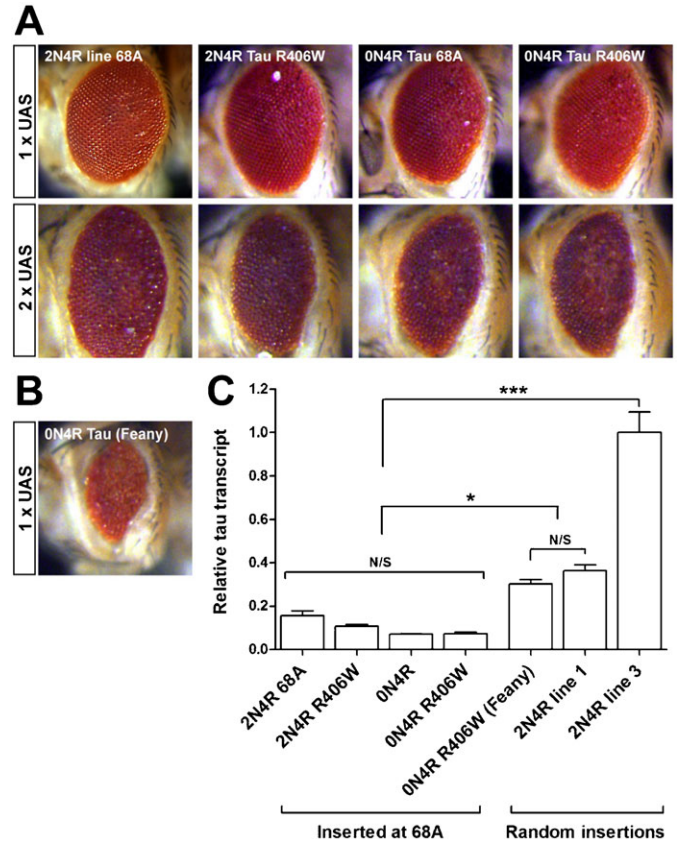 A
2N4R line 68A
2N4R Tau R406W
0N4R Tau 68A
0N4R Tau R406W
1 x UAS
2 x UAS
B
0N4R Tau (Feany)
1 x UAS
C
Relative tau transcript
1.2
1.0
0.8
0.6
0.4
0.2
0.0
***
*
N/S
N/S
2N4R 68A
2N4R R406W
0N4R
0N4R R406W
0N4R R406W (Feany)
2N4R line 1
2N4R line 3
Inserted at 68A
Random insertions